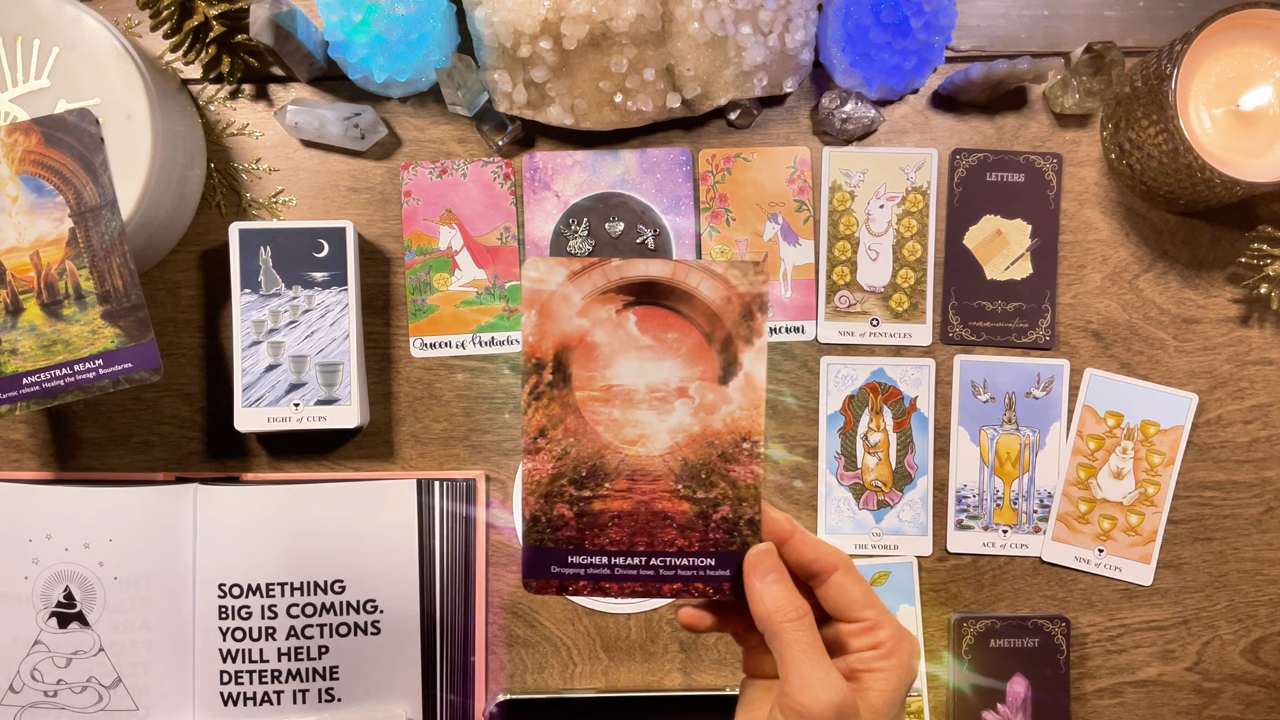 ANCESTRAL REALM
Karmic release. Healing the lineage. Boundaries.
EIGHT of CUPS
Queen of Pentacles
NINE of PENTACLES
LETTERS
communication
HIGHER HEART ACTIVATION
Dropping shields. Divine love. Your heart is healed.
XXI
THE WORLD
W
ACE of CUPS
NINE of CUPS
SOMETHING
BIG IS COMING.
YOUR ACTIONS
WILL HELP
DETERMINE
WHAT IT IS.
AMETHYST